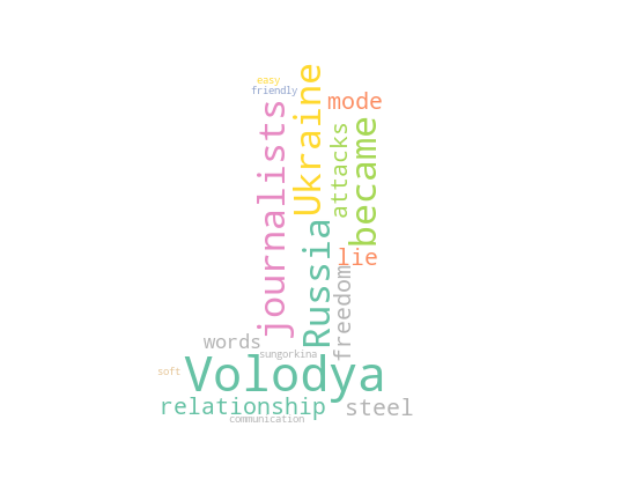 easy
friendly
Ukraine
mode
journalists
attacks
became
Russia
lie
freedom
words
sungorkina
Volodya
soft
relationship
steel
communication